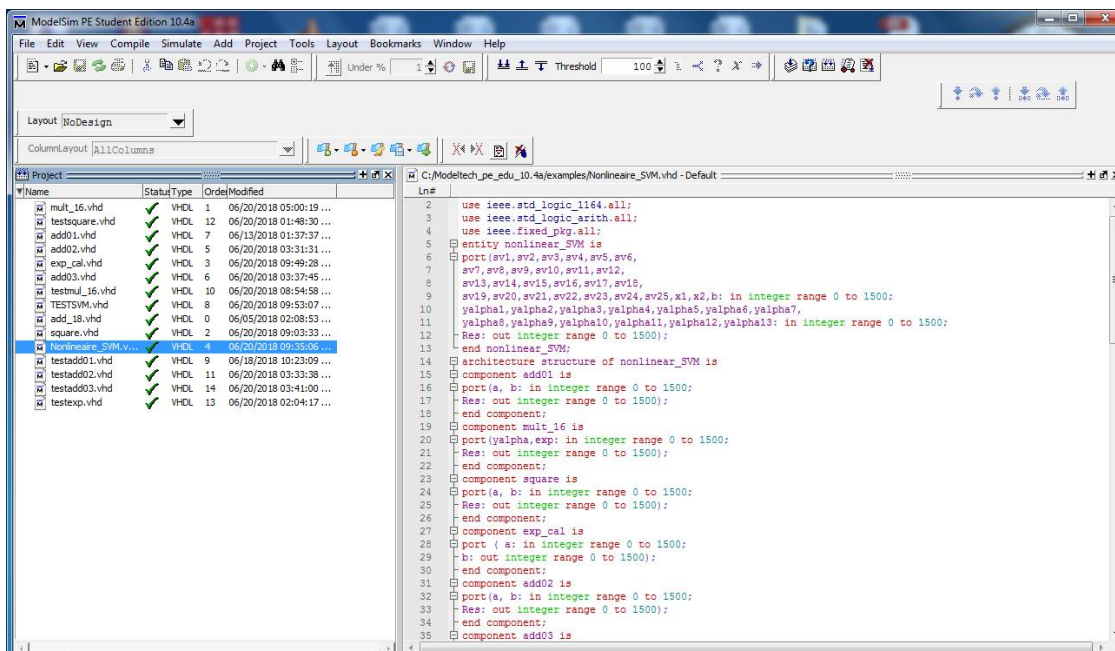 ModelSim PE Student Edition 10.4a
File Edit View Compile Simulate Add Project Tools Layout Bookmarks Window Help
Under % 1 Threshold 100
Layout NoDesign
ColumnLayout AllColumns
Project
Name Status Type Order Modified
mult_16.vhd VHDL 1 06/20/2018 05:00:19 ...
testsquare.vhd VHDL 12 06/20/2018 01:48:30 ...
add01.vhd VHDL 7 06/13/2018 01:37:37 ...
add02.vhd VHDL 5 06/20/2018 03:31:31 ...
exp_cal.vhd VHDL 3 06/20/2018 09:49:28 ...
add03.vhd VHDL 6 06/20/2018 03:37:45 ...
testmul_16.vhd VHDL 10 06/20/2018 08:54:58 ...
TESTSVM.vhd VHDL 8 06/20/2018 09:53:07 ...
add_18.vhd VHDL 0 06/05/2018 02:08:53 ...
square.vhd VHDL 2 06/20/2018 09:03:33 ...
Nonlineaire_SVM.v... VHDL 4 06/20/2018 09:35:06 ...
testadd01.vhd VHDL 9 06/18/2018 10:23:09 ...
testadd02.vhd VHDL 11 06/20/2018 03:33:38 ...
testadd03.vhd VHDL 14 06/20/2018 03:41:00 ...
testexp.vhd VHDL 13 06/20/2018 02:04:17 ...
C:/Modeltech_pe_edu_10.4a/examples/Nonlineaire_SVM.vhd - Default
Ln#
2 use ieee.std_logic_1164.all;
3 use ieee.std_logic_arith.all;
4 use ieee.fixed_pkg.all;
5 entity nonlinear_SVM is
6 port(sv1,sv2,sv3,sv4,sv5,sv6,
7 sv7,sv8,sv9,sv10,sv11,sv12,
8 sv13,sv14,sv15,sv16,sv17,sv18,
9 sv19,sv20,sv21,sv22,sv23,sv24,sv25,x1,x2,b: in integer range 0 to 1500;
10 yalpha1,yalpha2,yalpha3,yalpha4,yalpha5,yalpha6,yalpha7,
11 yalpha8,yalpha9,yalpha10,yalpha11,yalpha12,yalpha13: in integer range 0 to 1500;
12 Res: out integer range 0 to 1500);
13 end nonlinear_SVM;
14 architecture structure of nonlinear_SVM is
15 component add01 is
16 port(a, b: in integer range 0 to 1500;
17 Res: out integer range 0 to 1500);
18 end component;
19 component mult_16 is
20 port(yalpha,exp: in integer range 0 to 1500;
21 Res: out integer range 0 to 1500);
22 end component;
23 component square is
24 port(a, b: in integer range 0 to 1500;
25 Res: out integer range 0 to 1500);
26 end component;
27 component exp_cal is
28 port ( a: in integer range 0 to 1500;
29 b: out integer range 0 to 1500);
30 end component;
31 component add02 is
32 port(a, b: in integer range 0 to 1500;
33 Res: out integer range 0 to 1500);
34 end component;
35 component add03 is